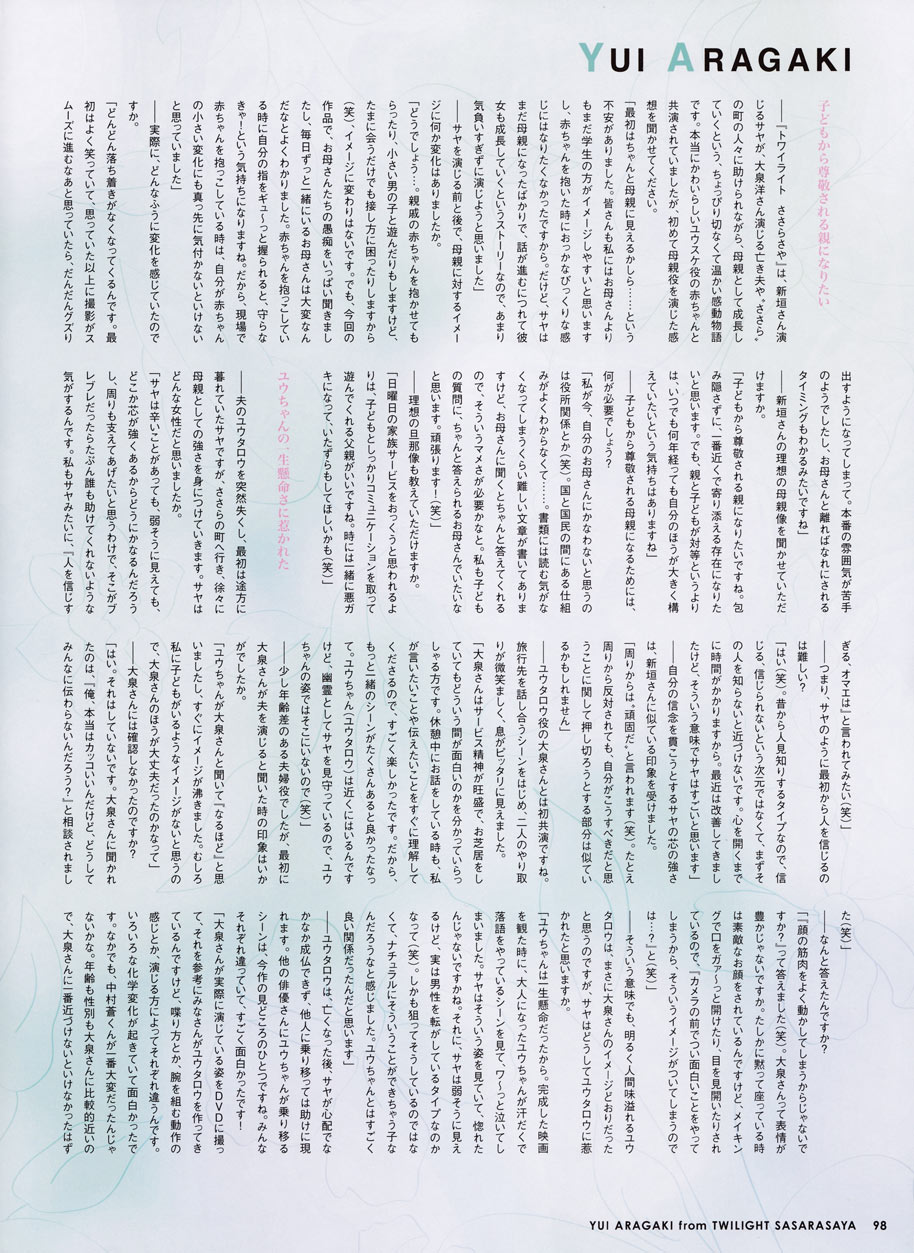 YUI ARAGAKI
子どもから尊敬される親になりたい
――『トワイライト ささらさや』は新垣さん演
じるサヤが、大泉洋さん演じる亡き夫や〝ささら〟
の町の人々に助けられながら、母親として成長し
ていくという、ちょっぴり切なくて温かい感動物語
です。本当にかわいらしいユウスケ役の赤ちゃんと
共演されていましたが、初めて母親役を演じた感
想を聞かせてください。
「最初はちゃんと母親に見えるかしら……という
不安がありました。皆さんも私にはお母さんより
もまだ学生の方がイメージしやすいと思います
し、赤ちゃんを抱いた時におっかなびっくりな感
じにはなりたくなかったですから。だけど、サヤは
まだ母親になったばかりで、話が進むにつれて彼
女も成長していくというストーリーなので、あまり
気負いすぎずに演じようと思いました」
――サヤを演じる前と後で、母親に対するイメー
ジに何か変化はありましたか。
「どうでしょう…。親戚の赤ちゃんを抱かせても
らったり、小さい男の子と遊んだりもしますけど、
たまに会うだけでも接し方に困ったりしますから
(笑)、イメージに変わりはないです。でも、今回の
作品で、お母さんたちの愚痴をいっぱい聞きまし
たし、毎日ずっと一緒にいるお母さんは大変なん
だなとよくわかりました。赤ちゃんを抱っこしてい
る時に自分の指をギュ〜っと握られると、守らな
きゃ!という気持ちになりますね。だから、現場で
赤ちゃんを抱っこしている時は、自分が赤ちゃん
の小さい変化にも真っ先に気付かないといけない
と思っていました」
――実際に、どんなふうに変化を感じていたので
すか。
「どんどん落ち着きがなくなってくるんです。最
初はよく笑っていて、思っていた以上に撮影がス
ムーズに進むなあと思っていたら、だんだんグズり
出すようになってしまって。本番の雰囲気が苦手
のようでしたし、お母さんと離ればなれにされる
タイミングもわかるみたいですね」
――新垣さんの理想の母親像を聞かせていただ
けますか。
「子どもから尊敬される親になりたいですね。包
み隠さずに、一番近くで寄り添える存在になりた
いと思います。でも、親と子どもが対等というより
は、いつでも何年経っても自分のほうが大きく構
えていたいという気持ちはありますね」
――子どもから尊敬される母親になるためには、
何が必要でしょう?
「私が今、自分のお母さんにかなわないと思うの
は役所関係とか(笑)。国と国民の間にある仕組
みがよくわからなくて……。書類には読む気がな
くなってしまうくらい難しい文章が書いてありま
すけど、お母さんに聞くとちゃんと答えてくれる
ので、そういうマメさが必要かなと。私も子ども
の質問に、ちゃんと答えられるお母さんでいたいな
と思います。頑張ります!(笑)」
――理想の旦那像も教えていただけますか。
「日曜日の家族サービスをおっくうと思われるよ
りは、子どもとしっかりコミュニケーションを取って
遊んでくれる父親がいいですね。時には一緒に悪ガ
キになって、いたずらもしてほしいかも(笑)」
ユウちゃんの一生懸命さに惹かれた
――夫のユウタロウを突然失くし、最初は途方に
暮れていたサヤですが、ささらの町へ行き、徐々に
母親としての強さを身につけていきます。サヤは
どんな女性だと思いましたか。
「サヤは辛いことがあっても、弱そうに見えても、
どこか芯が強くあるからどうにかなるんだろう
し、周りも支えてあげたいと思うわけで、そこがブ
レブレだったらたぶん誰も助けてくれないような
気がするんです。私もサヤみたいに、『人を信じす
ぎる、オマエは』と言われてみたい(笑)」
――つまり、サヤのように最初から人を信じるの
は難しい?
「はい(笑)。昔から人見知りするタイプなので、信
じる、信じられないという次元ではなくて、まずそ
の人を知らないと近づけないです。心を開くまで
に時間がかかりますから。最近は改善してきまし
たけど、そういう意味でサヤはすごいと思います」
――自分の信念を貫こうとするサヤの芯の強さ
は、新垣さんに似ている印象を受けました。
「周りからは〝頑固だ〟と言われます(笑)。たとえ
周りから反対されても、自分がこうすべきだと思
うことに関して押し切ろうとする部分は似てい
るかもしれません」
――ユウタロウ役の大泉さんとは初共演ですね。
旅行先を話し合うシーンをはじめ、二人のやり取
りが微笑ましく、息がピッタリに見えました。
「大泉さんはサービス精神が旺盛で、お芝居をし
ていてもどういう間が面白いのかを分かっていらっ
しゃる方です。休憩中にお話をしている時も、私
が言いたいことや伝えたいことをすぐに理解して
くださるので、すごく楽しかったです。だから、
もっと一緒のシーンがたくさんあると良かったなっ
て。ユウちゃん(ユウタロウ)は近くにはいるんです
けど、幽霊としてサヤを見守っているので、ユウ
ちゃんの姿ではそこにいないので(笑)」
――少し年齢差のある夫婦役でしたが、最初に
大泉さんが夫を演じると聞いた時の印象はいか
がでしたか。
「ユウちゃんが大泉さんと聞いて『なるほど』と思
いましたし、すぐにイメージが沸きました。むしろ
私に子どもがいるようなイメージがないと思うの
で、大泉さんのほうが大丈夫だったのかなって」
――大泉さんには確認しなかったのですか?
「はい。それはしていないです。大泉さんに聞かれ
たのは、『俺、本当はカッコいいんだけど、どうして
みんなに伝わらないんだろう?』と相談されまし
た(笑)」
――なんと答えたんですか?
「『顔の筋肉をよく動かしてしまうからじゃないで
すか?』って答えました(笑)。大泉さんって表情が
豊かじゃないですか。たしかに黙って座っている時
は素敵なお顔をされているんですけど、メイキン
グで口をガァ〜っと開けたり、目を見開いたりされ
ているので、『カメラの前でつい面白いことをやって
しまうから、そういうイメージがついてしまうので
は…?』と(笑)」
――そういう意味でも、明るく人間味溢れるユウ
タロウは、まさに大泉さんのイメージどおりだった
と思うのですが、サヤはどうしてユウタロウに惹
かれたと思いますか。
「ユウちゃんは一生懸命だったから。完成した映画
を観た時に、大人になったユウちゃんが汗だくで
落語をやっているシーンを見て、ワ〜っと泣いてし
まいました。サヤはそういう姿を見ていて、惚れた
んじゃないですかね。それに、サヤは弱そうに見え
るけど、実は男性を転がしているタイプなのか
なって(笑)。しかも狙ってそうしているのではな
くて、ナチュラルにそういうことができちゃう子な
んだろうなと感じました。ユウちゃんとはすごく
良い関係だったんだと思います」
――ユウタロウは、亡くなった後、サヤが心配でな
かなか成仏できず、他人に乗り移っては助けに現
れます。他の俳優さんにユウちゃんが乗り移る
シーンは、今作の見どころのひとつですね。みんな
それぞれ違っていて、すごく面白かったです!
「大泉さんが実際に演じている姿をDVDに撮っ
て、それを参考にみなさんがユウタロウを作ってき
ているんですけど、喋り方とか、腕を組む動作の
感じとか、演じる方によってそれぞれ違うんです。
いろいろな化学変化が起きていて面白かったで
す。なかでも、中村蒼くんが一番大変だったんじゃ
ないかな。年齢も性別も大泉さんに比較的近いの
で、大泉さんに一番近づけないといけなかったはず
YUI ARAGAKI from TWILIGHT SASARASAYA 98